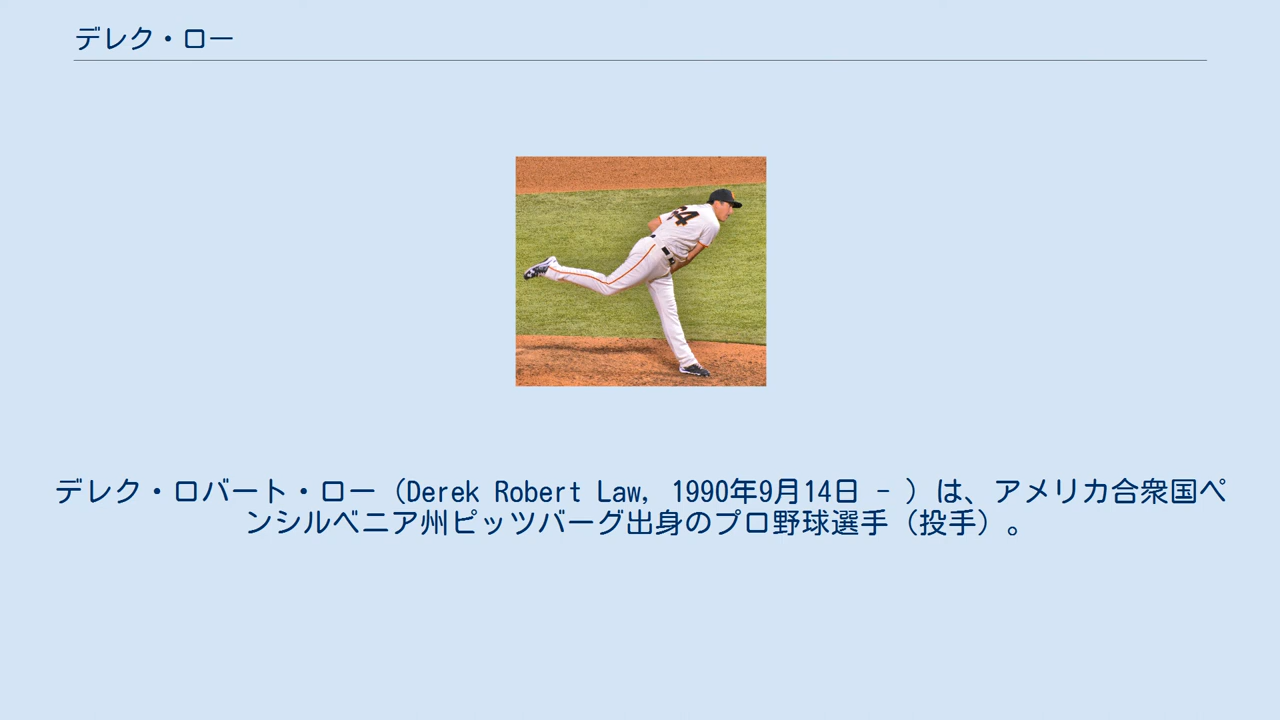 デレク・ロー
デレク・ロバート・ロー（Derek Robert Law, 1990年9月14日 - ）は、アメリカ合衆国ペ
ンシルベニア州ピッツバーグ出身のプロ野球選手（投手）。